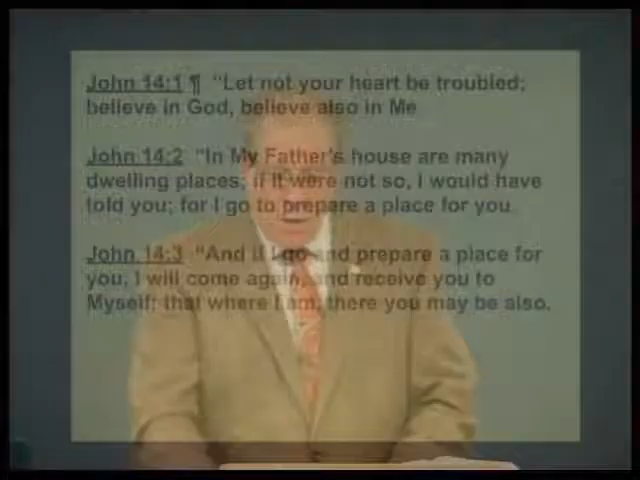 John 14:1 ¶ "Let not your heart be troubled;
believe in God, believe also in Me
John 14:2 "In My Father's house are many
dwelling places; if it were not so, I would have
told you; for I go to prepare a place for you.
John 14:3 "And if I go and prepare a place for
you, I will come again, and receive you to
Myself; that where I am, there you may be also.